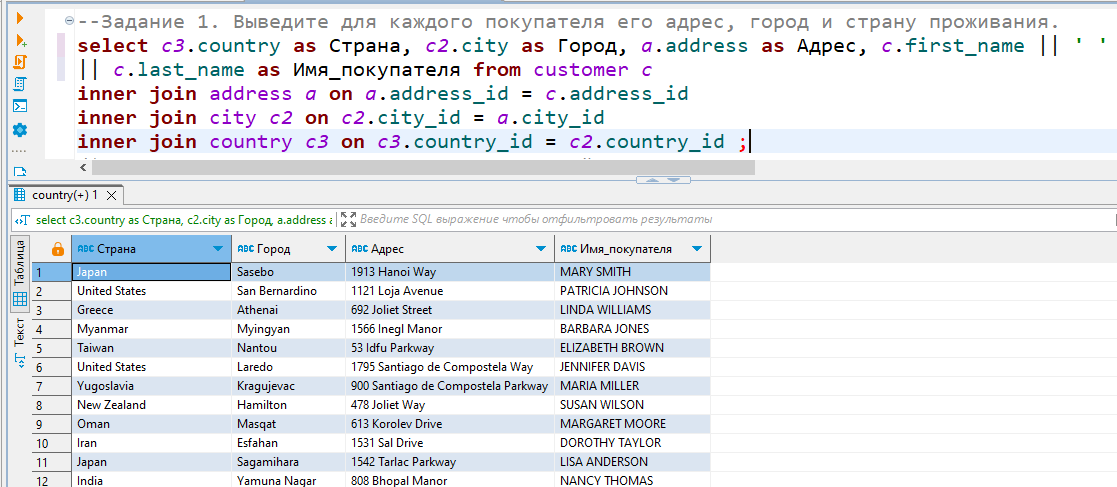 --Задание 1. Выведите для каждого покупателя его адрес, город и страну проживания.
select c3.country as Страна, c2.city as Город, a.address as Адрес, c.first_name || ' '
|| c.last_name as Имя_покупателя from customer c
inner join address a on a.address_id = c.address_id
inner join city c2 on c2.city_id = a.city_id
inner join country c3 on c3.country_id = c2.country_id ;
country(+) 1
select c3.country as Страна, c2.city as Город, a.address a
Введите SQL выражение чтобы отфильтровать результаты
Таблица
Текст
ABC Страна ABC Город ABC Адрес ABC Имя_покупателя
1 Japan Sasebo 1913 Hanoi Way MARY SMITH
2 United States San Bernardino 1121 Loja Avenue PATRICIA JOHNSON
3 Greece Athenai 692 Joliet Street LINDA WILLIAMS
4 Myanmar Myingyan 1566 Inegl Manor BARBARA JONES
5 Taiwan Nantou 53 Idfu Parkway ELIZABETH BROWN
6 United States Laredo 1795 Santiago de Compostela Way JENNIFER DAVIS
7 Yugoslavia Kragujevac 900 Santiago de Compostela Parkway MARIA MILLER
8 New Zealand Hamilton 478 Joliet Way SUSAN WILSON
9 Oman Masqat 613 Korolev Drive MARGARET MOORE
10 Iran Esfahan 1531 Sal Drive DOROTHY TAYLOR
11 Japan Sagamihara 1542 Tarlac Parkway LISA ANDERSON
12 India Yamuna Nagar 808 Bhopal Manor NANCY THOMAS